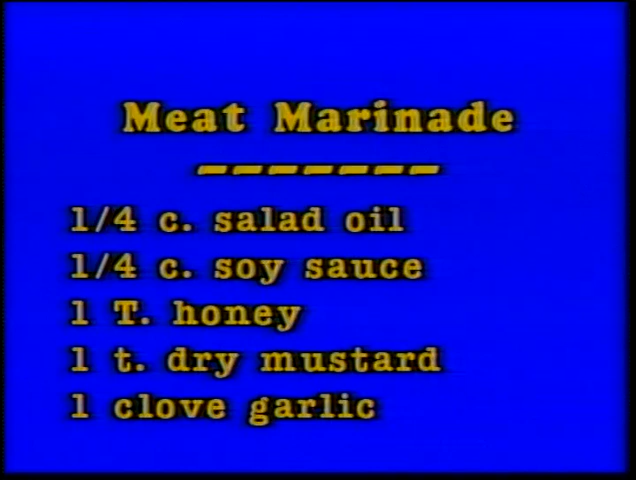 Meat Marinade
-------
1/4 c. salad oil
1/4 c. soy sauce
1 T. honey
1 t. dry mustard
1 clove garlic